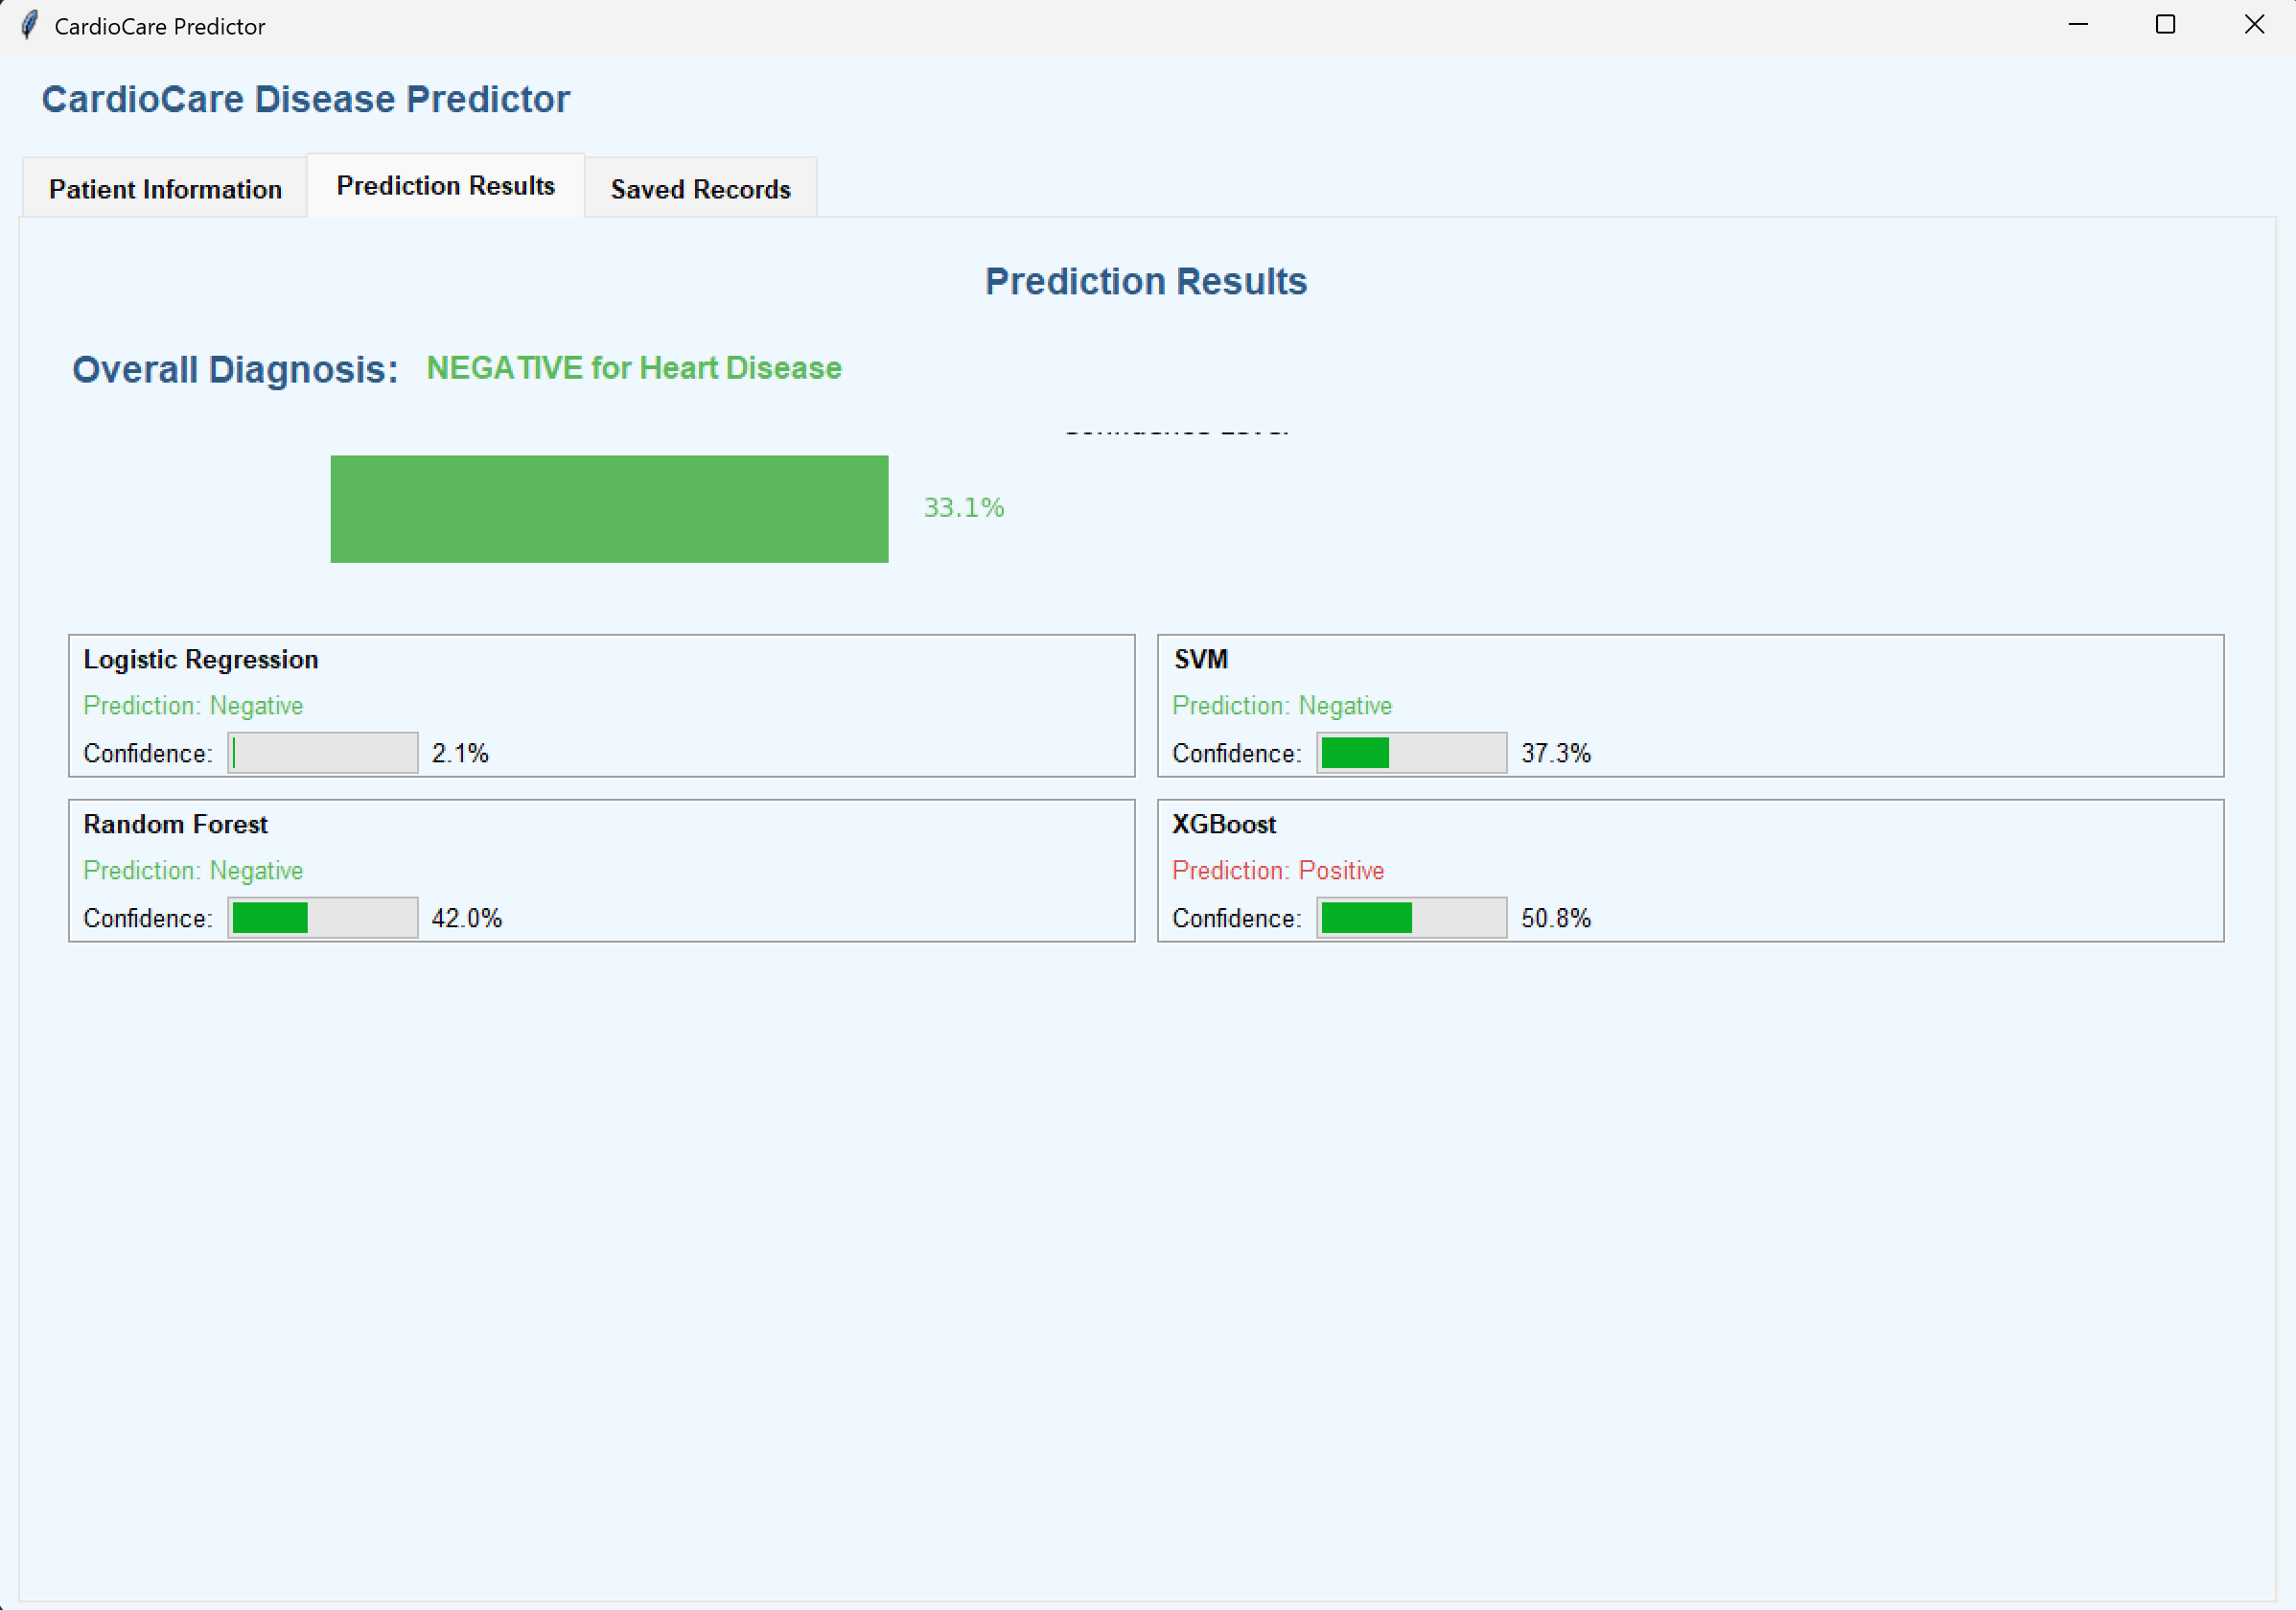 CardioCare Predictor
CardioCare Disease Predictor
Patient Information Prediction Results Saved Records
Prediction Results
Overall Diagnosis: NEGATIVE for Heart Disease
33.1%
Logistic Regression
Prediction: Negative
Confidence: 2.1%
SVM
Prediction: Negative
Confidence: 37.3%
Random Forest
Prediction: Negative
Confidence: 42.0%
XGBoost
Prediction: Positive
Confidence: 50.8%